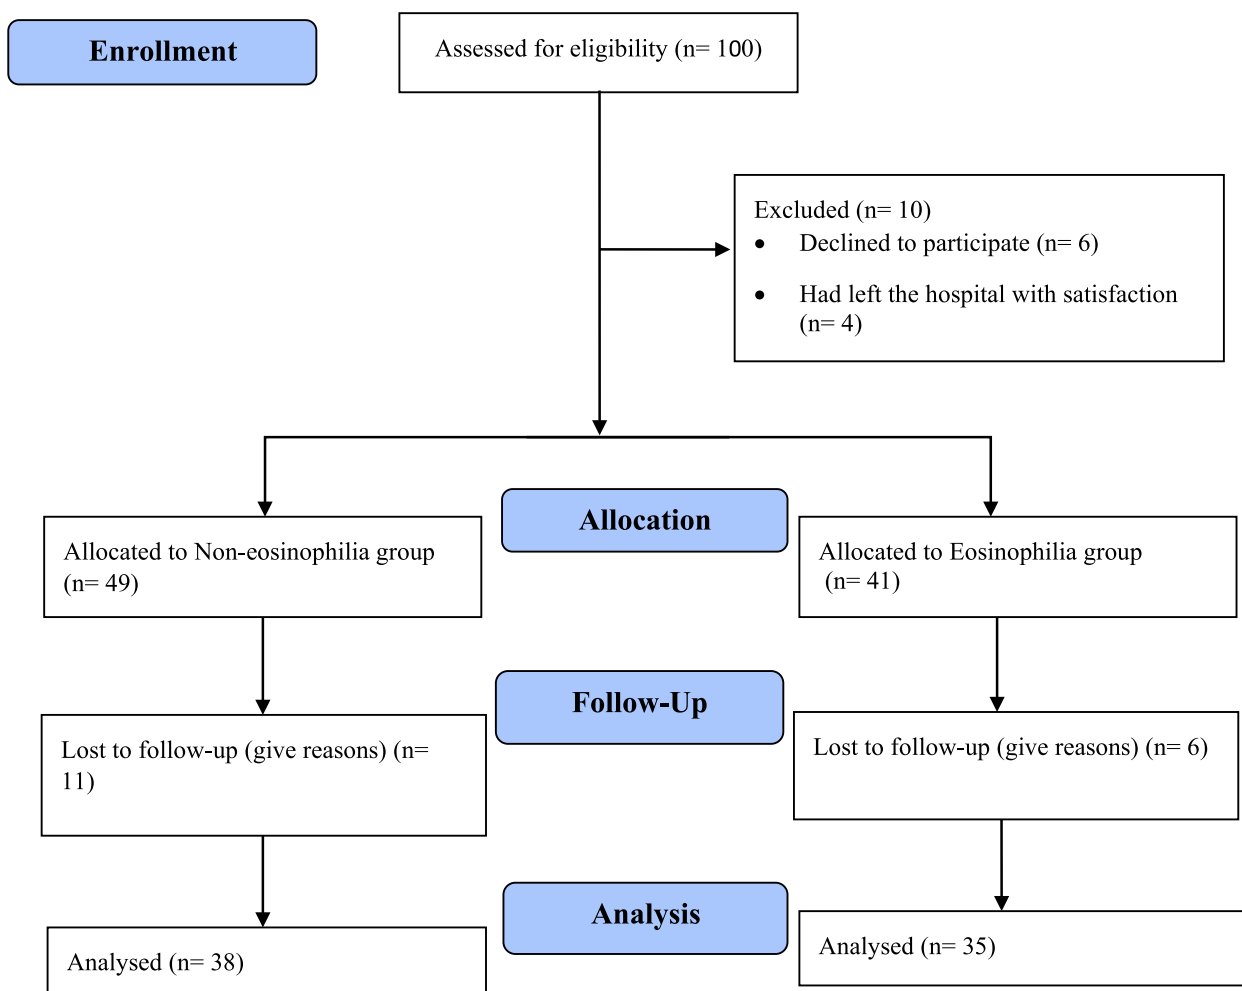 Enrollment
Assessed for eligibility (n= 100)
Excluded (n= 10)
• Declined to participate (n= 6)
• Had left the hospital with satisfaction
(n= 4)
Allocation
Allocated to Non-eosinophilia group
(n= 49)
Allocated to Eosinophilia group
(n= 41)
Follow-Up
Lost to follow-up (give reasons) (n=
11)
Lost to follow-up (give reasons) (n= 6)
Analysis
Analysed (n= 38)
Analysed (n= 35)